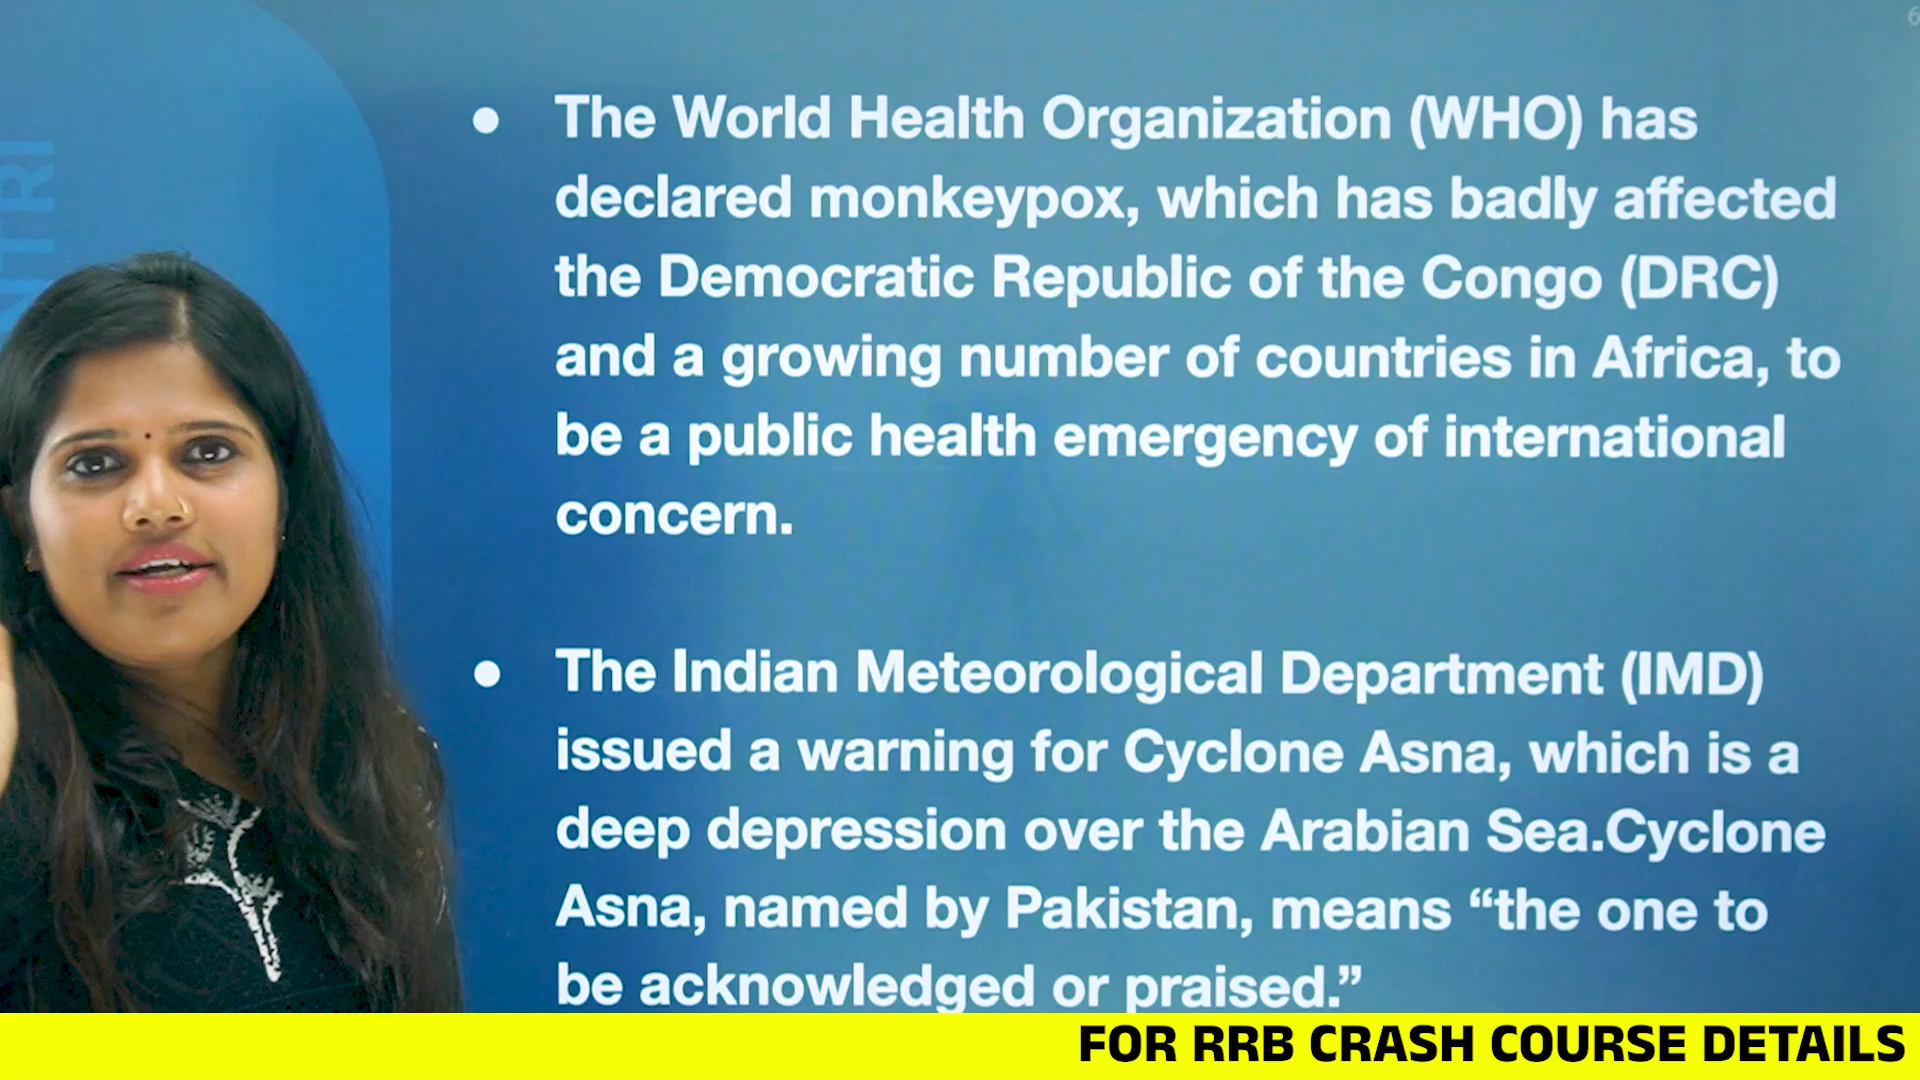 The World Health Organization (WHO) has
declared monkeypox, which has badly affected
the Democratic Republic of the Congo (DRC)
and a growing number of countries in Africa, to
be a public health emergency of international
concern.
The Indian Meteorological Department (IMD)
issued a warning for Cyclone Asna, which is a
deep depression over the Arabian Sea.Cyclone
Asna, named by Pakistan, means “the one to
be acknowledged or praised.”
FOR RRB CRASH COURSE DETAILS